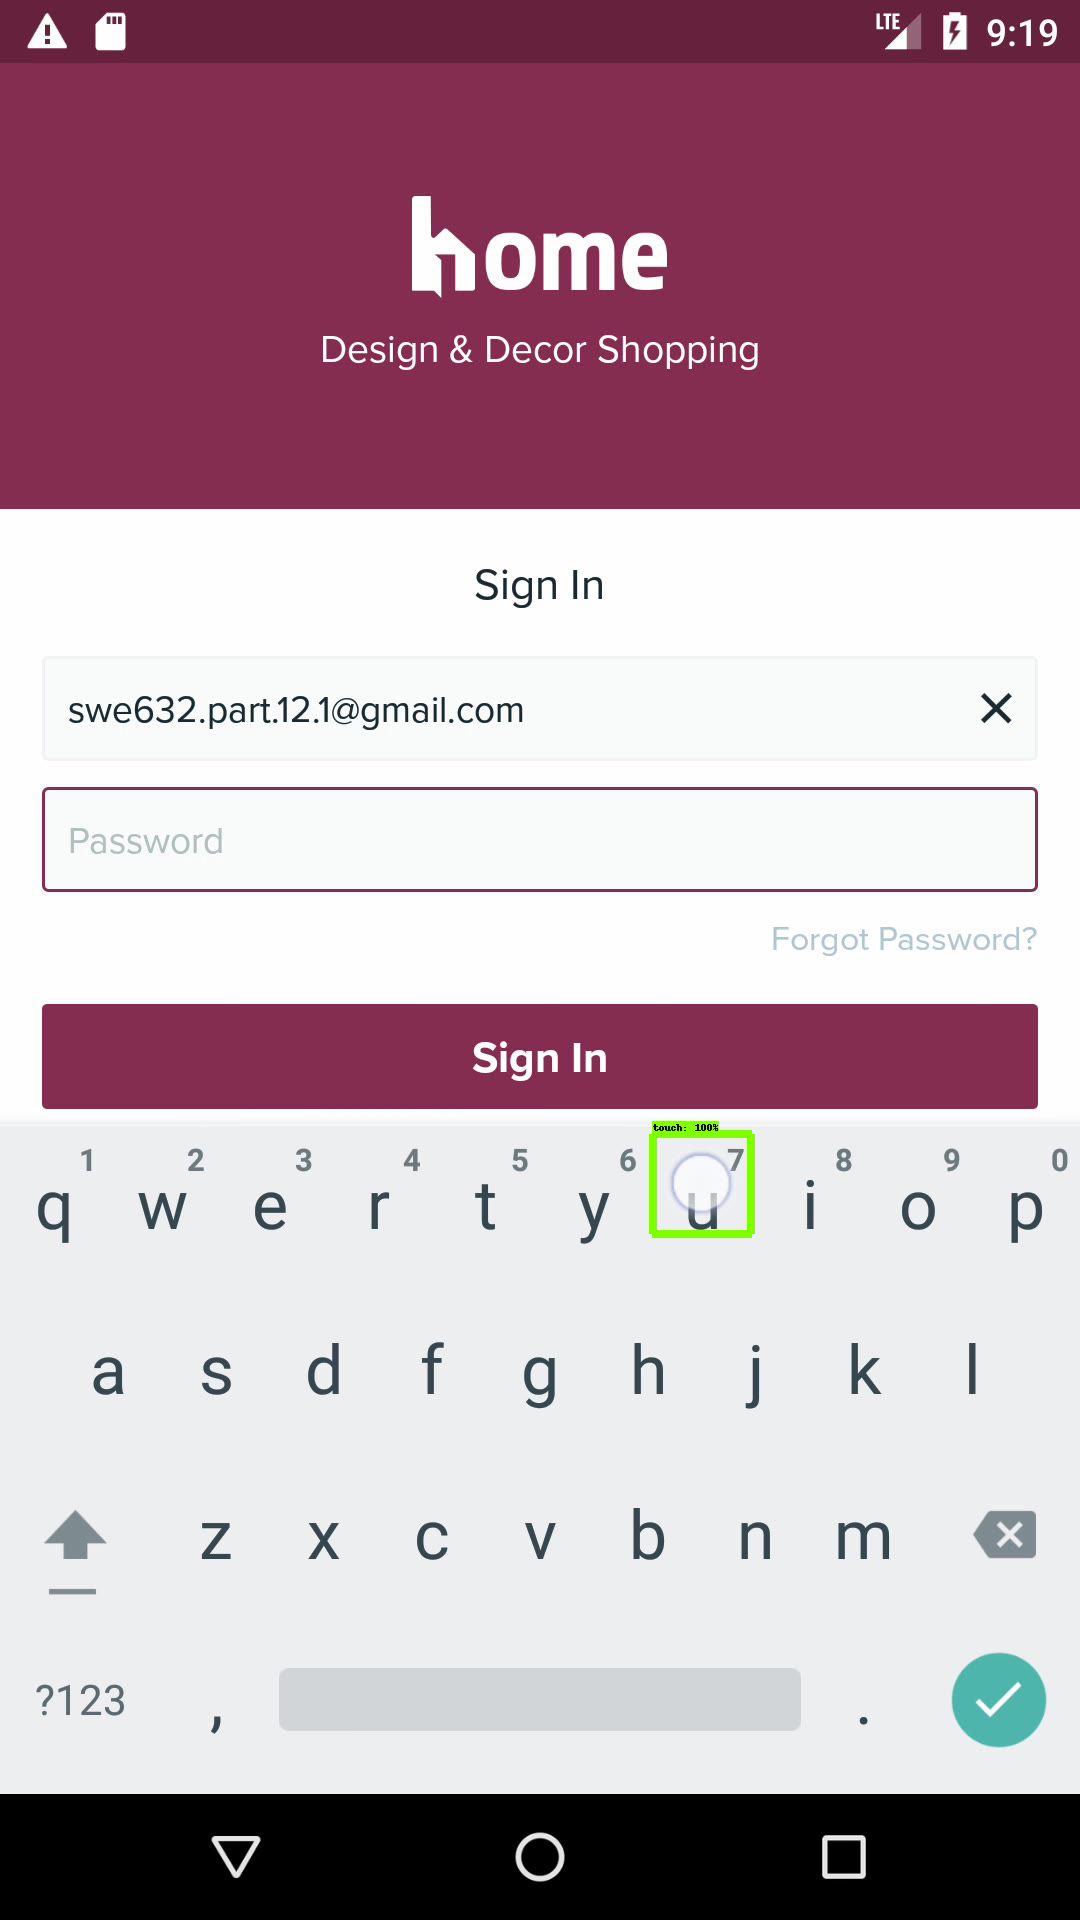 LTE 9:19
home
Design & Decor Shopping
Sign In
swe632.part.12.1@gmail.com
Password
Forgot Password?
Sign In
touch: 100%
1 2 3 4 5 6 7 8 9 0
q w e r t y u i o p
a s d f g h j k l
z x c v b n m
?123 , .